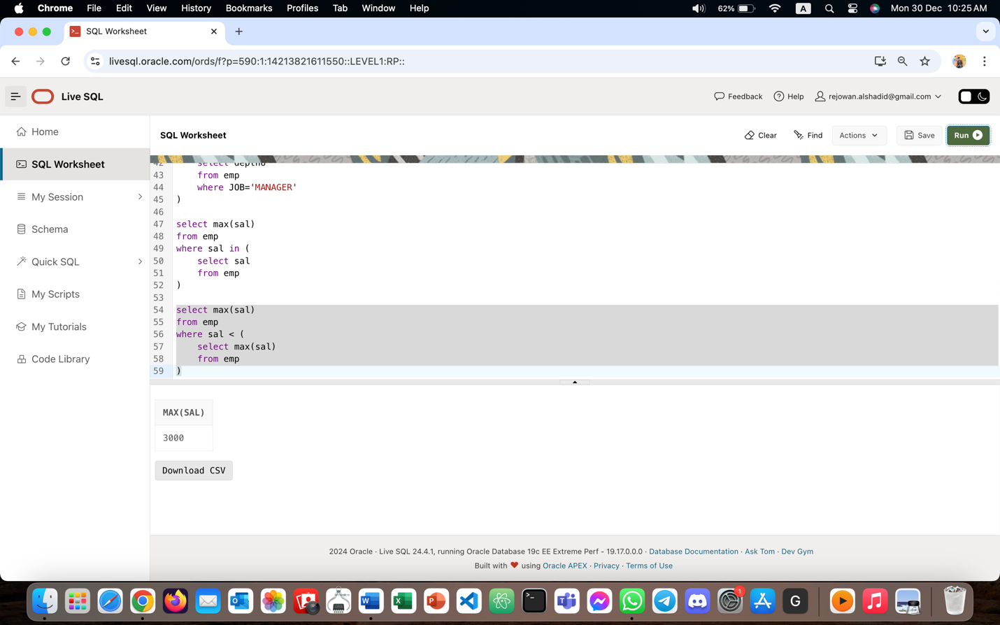 Chrome File Edit View History Bookmarks Profiles Tab Window Help 62% A Mon 30 Dec 10:25 AM
SQL Worksheet
livesql.oracle.com/ords/f?p=590:1:14213821611550::LEVEL1:RP::
Live SQL
Feedback Help rejowan.alshadid@gmail.com
Home
SQL Worksheet
My Session
Schema
Quick SQL
My Scripts
My Tutorials
Code Library
SQL Worksheet
Clear Find Actions Save Run
42 select deptno
43 from emp
44 where JOB='MANAGER'
45 )
46
47 select max(sal)
48 from emp
49 where sal in (
50 select sal
51 from emp
52 )
53
54 select max(sal)
55 from emp
56 where sal < (
57 select max(sal)
58 from emp
59 )
MAX(SAL)
3000
Download CSV
2024 Oracle · Live SQL 24.4.1, running Oracle Database 19c EE Extreme Perf - 19.17.0.0.0 · Database Documentation · Ask Tom · Dev Gym
Built with ❤ using Oracle APEX · Privacy · Terms of Use
O W X P 1 G